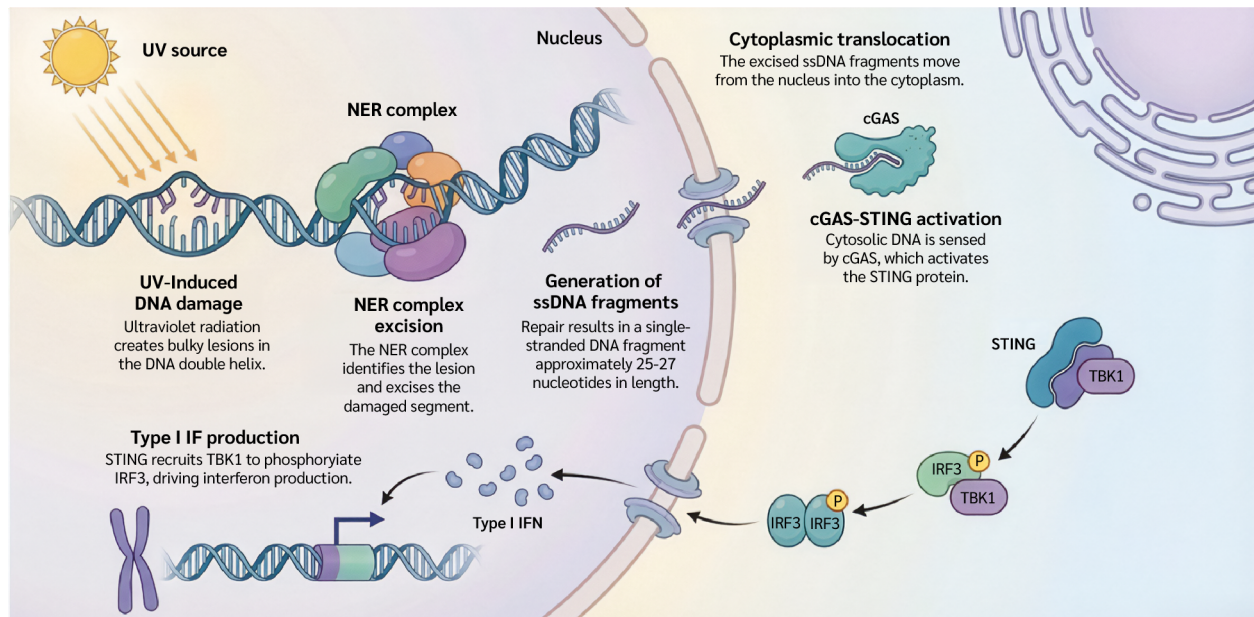 UV source
Nucleus
NER complex
UV-Induced
DNA damage
Ultraviolet radiation
creates bulky lesions in
the DNA double helix.
NER complex
excision
The NER complex
identifies the lesion
and excises the
damaged segment.
Generation of
ssDNA fragments
Repair results in a single-
stranded DNA fragment
approximately 25-27
nucleotides in length.
Cytoplasmic translocation
The excised ssDNA fragments move
from the nucleus into the cytoplasm.
cGAS
cGAS-STING activation
Cytosolic DNA is sensed
by cGAS, which activates
the STING protein.
STING
TBK1
IRF3
P
TBK1
P
IRF3
IRF3
Type I IF production
STING recruits TBK1 to phosphoryiate
IRF3, driving interferon production.
Type I IFN